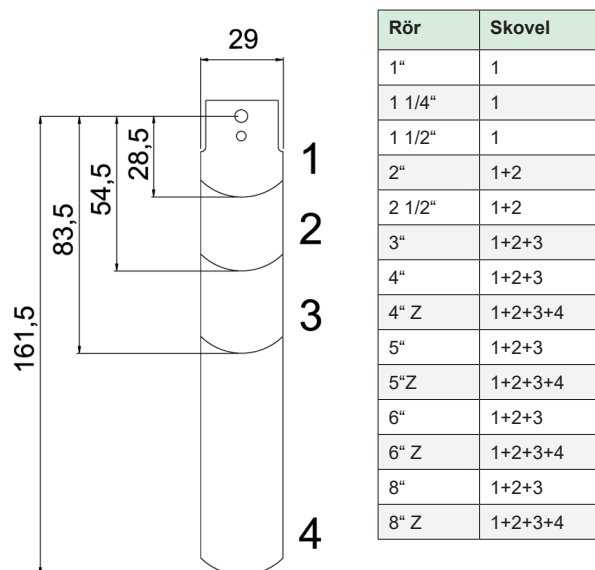 29
28,5
54,5
83,5
161,5
1
2
3
4
Rör Skovel
1“ 1
1 1/4“ 1
1 1/2“ 1
2“ 1+2
2 1/2“ 1+2
3“ 1+2+3
4“ 1+2+3
4“ Z 1+2+3+4
5“ 1+2+3
5“Z 1+2+3+4
6“ 1+2+3
6“ Z 1+2+3+4
8“ 1+2+3
8“ Z 1+2+3+4